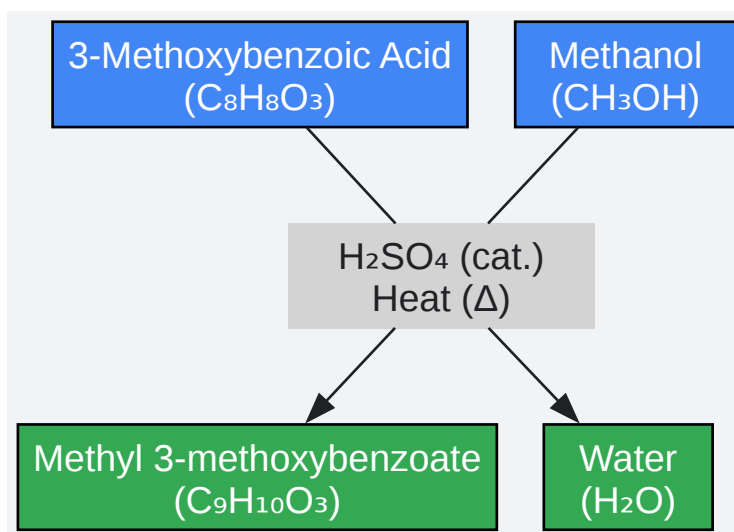 3-Methoxybenzoic Acid
(C₈H₈O₃)
Methanol
(CH₃OH)
H₂SO₄ (cat.)
Heat (Δ)
Methyl 3-methoxybenzoate
(C₉H₁₀O₃)
Water
(H₂O)